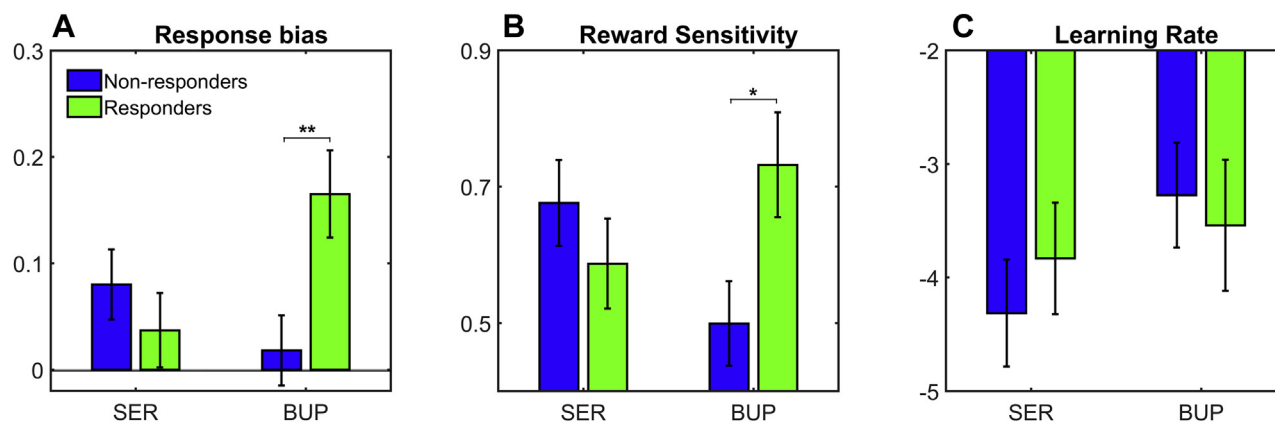 A Response bias
0.3
0.2
0.1
0
Non-responders
Responders
**
SER BUP
B Reward Sensitivity
0.9
0.7
0.5
*
SER BUP
C Learning Rate
-2
-3
-4
-5
SER BUP